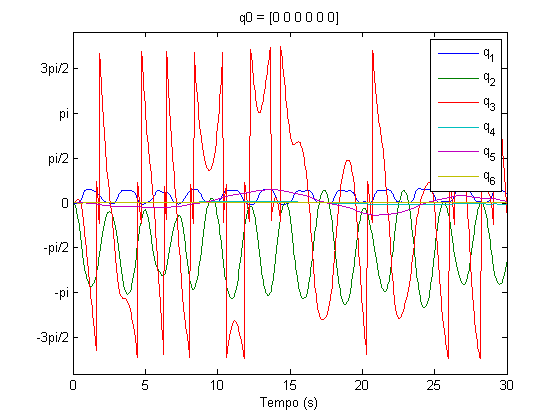 q0 = [0 0 0 0 0 0]
3pi/2
pi
pi/2
0
-pi/2
-pi
-3pi/2
q1
q2
q3
q4
q5
q6
0 5 10 15 20 25 30
Tempo (s)